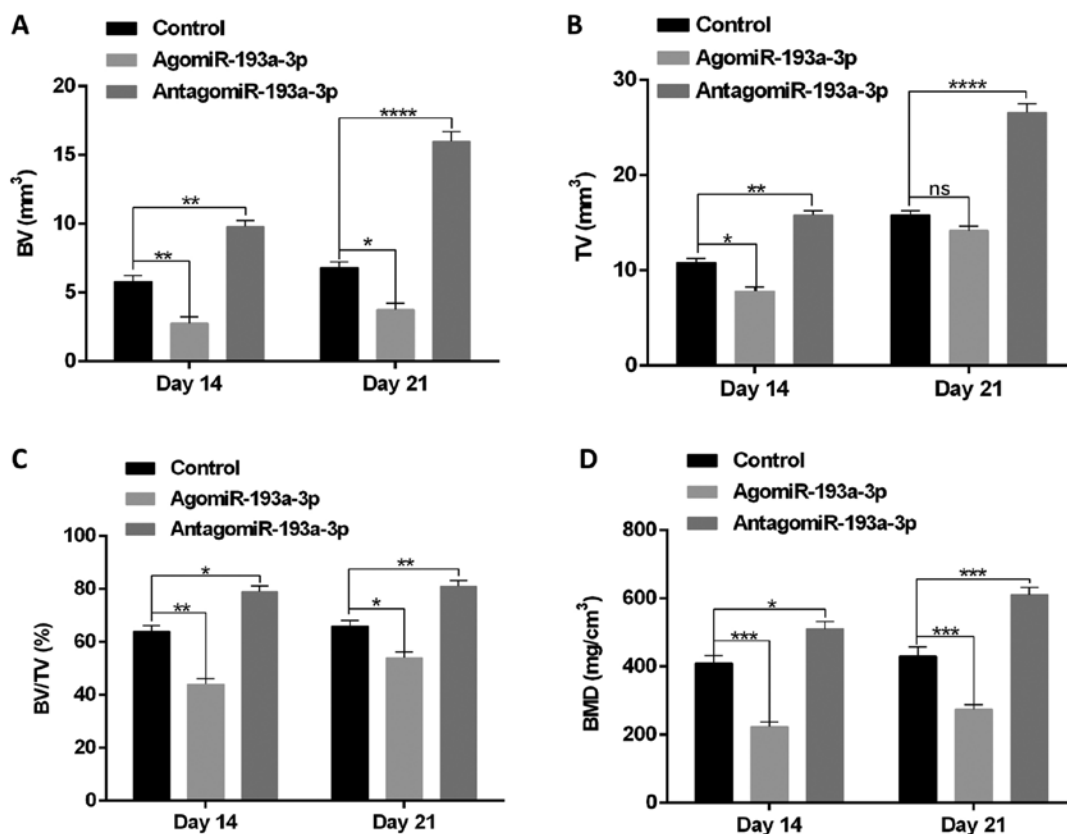 A
Control
AgomiR-193a-3p
AntagomiR-193a-3p
BV (mm³)
20
15
10
5
0
**
**
*
****
Day 14
Day 21
B
Control
AgomiR-193a-3p
AntagomiR-193a-3p
TV (mm³)
30
20
10
0
*
**
ns
****
Day 14
Day 21
C
Control
AgomiR-193a-3p
AntagomiR-193a-3p
BV/TV (%)
100
80
60
40
20
0
*
**
**
*
Day 14
Day 21
D
Control
AgomiR-193a-3p
AntagomiR-193a-3p
BMD (mg/cm³)
800
600
400
200
0
*
***
***
***
Day 14
Day 21